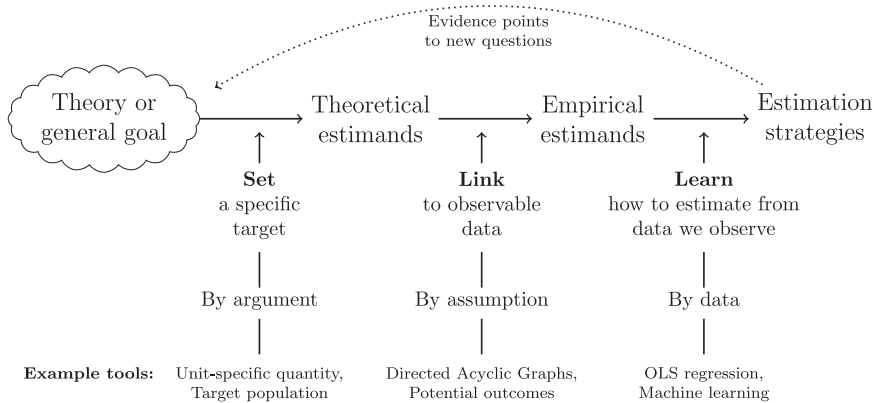 Evidence points
to new questions
Theory or
general goal
Theoretical
estimands
Empirical
estimands
Estimation
strategies
Set
a specific
target
Link
to observable
data
Learn
how to estimate from
data we observe
By argument
By assumption
By data
Example tools:
Unit-specific quantity,
Target population
Directed Acyclic Graphs,
Potential outcomes
OLS regression,
Machine learning